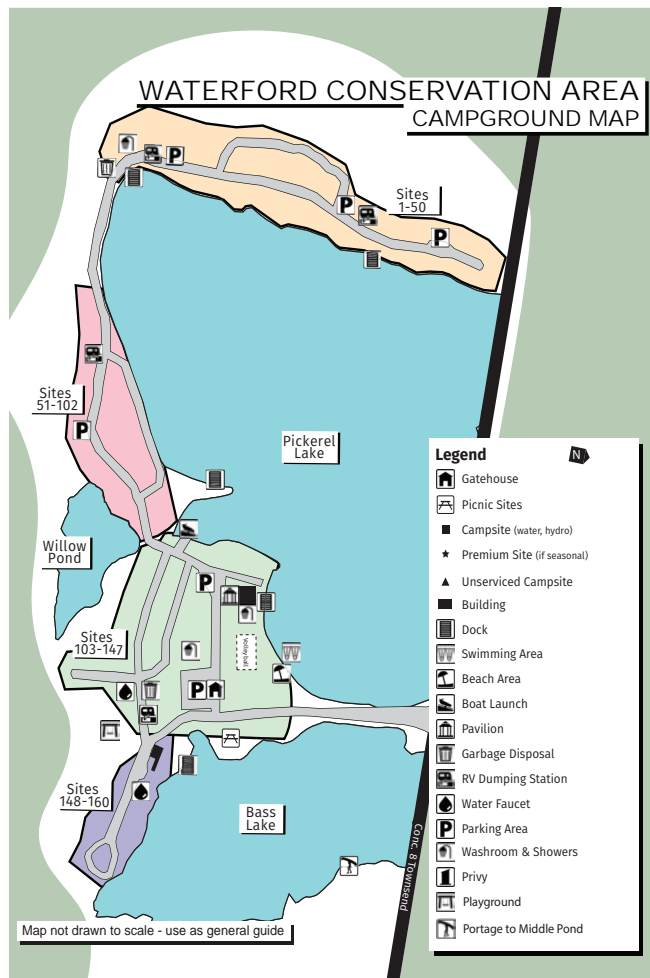 WATERFORD CONSERVATION AREA
CAMPGROUND MAP
P
Sites
1-50
P
P
Sites
51-102
P
Pickerel
Lake
Willow
Pond
P
Volleyball
Sites
103-147
P
Sites
148-160
Bass
Lake
Conc. 8 Townsend
Legend
N
Gatehouse
Picnic Sites
Campsite (water, hydro)
Premium Site (if seasonal)
Unserviced Campsite
Building
Dock
Swimming Area
Beach Area
Boat Launch
Pavilion
Garbage Disposal
RV Dumping Station
Water Faucet
P Parking Area
Washroom & Showers
Privy
Playground
Portage to Middle Pond
Map not drawn to scale - use as general guide